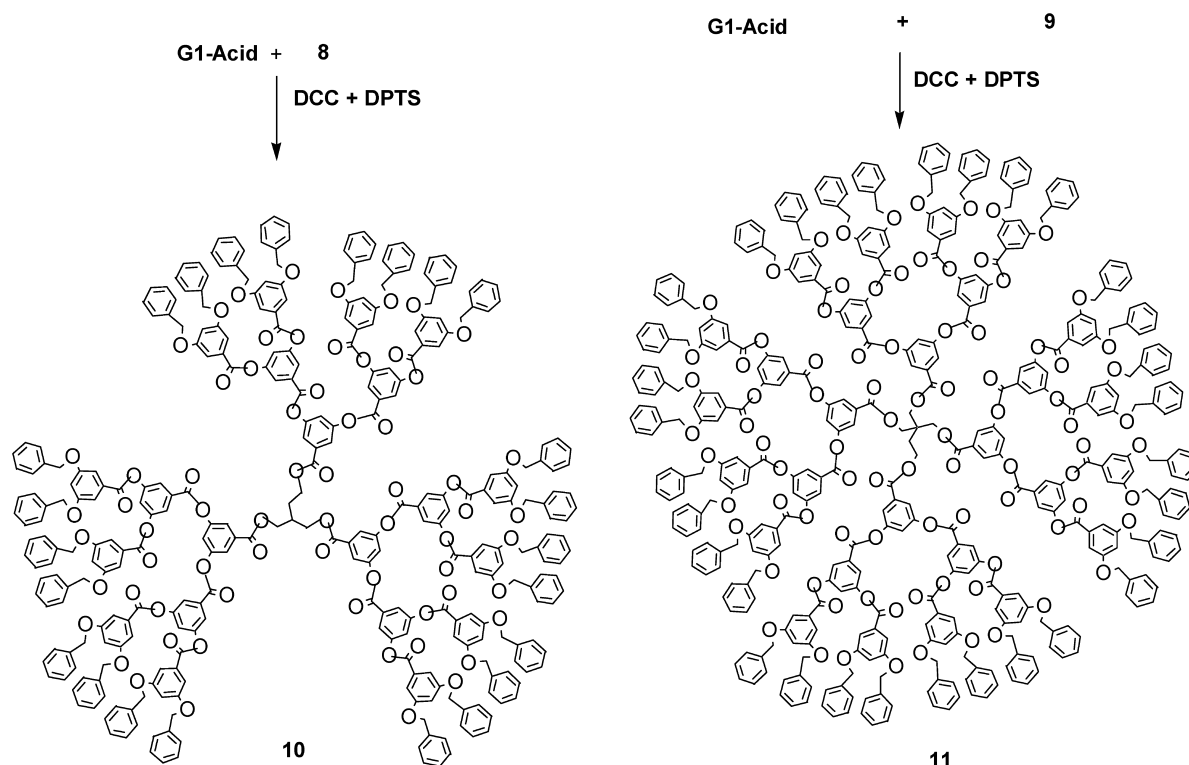 G1-Acid + 8
DCC + DPTS
10
G1-Acid + 9
DCC + DPTS
11